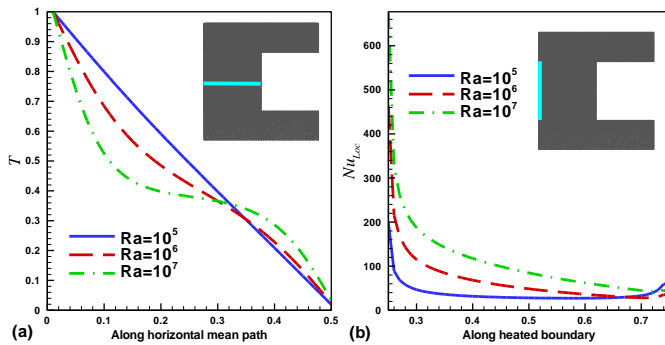 1
0.9
0.8
0.7
0.6
0.5
0.4
0.3
0.2
0.1
0
T
Ra=10⁵
Ra=10⁶
Ra=10⁷
0 0.1 0.2 0.3 0.4 0.5
(a) Along horizontal mean path
600
500
400
300
200
100
0
Nu_Loc
Ra=10⁵
Ra=10⁶
Ra=10⁷
0.3 0.4 0.5 0.6 0.7
(b) Along heated boundary